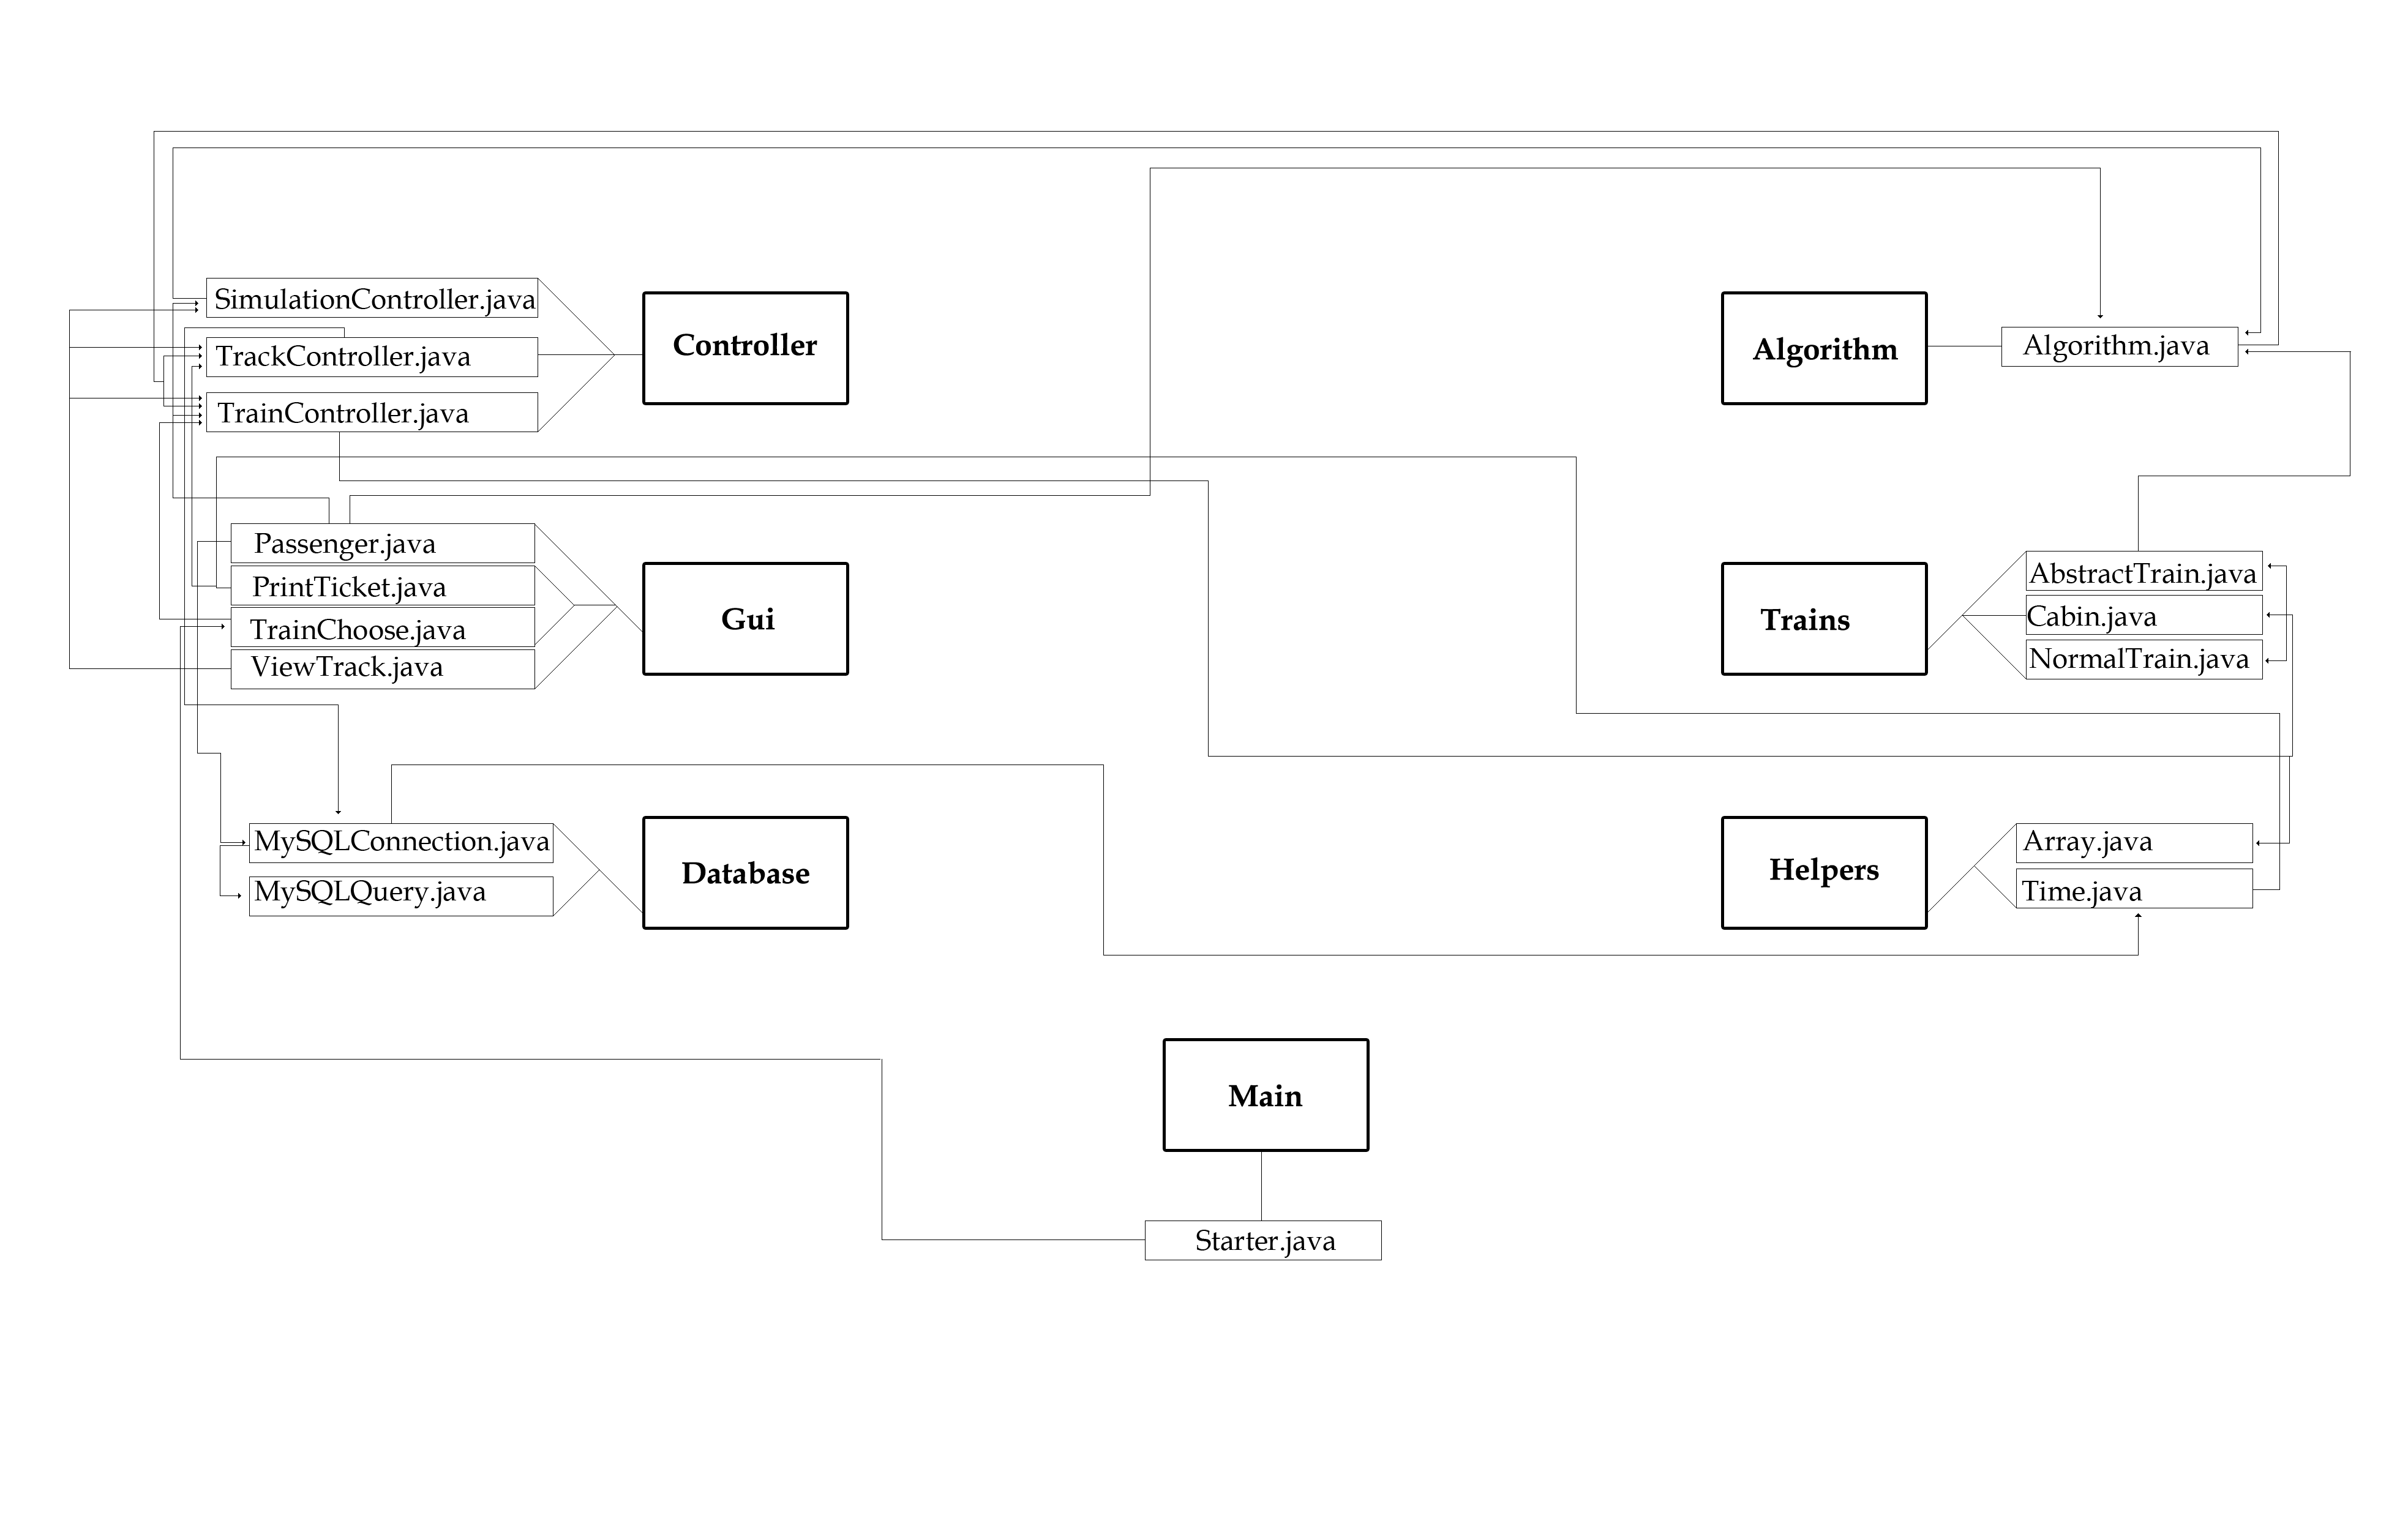 SimulationController.java
TrackController.java
TrainController.java
Controller
Algorithm
Algorithm.java
Passenger.java
PrintTicket.java
TrainChoose.java
ViewTrack.java
Gui
Trains
AbstractTrain.java
Cabin.java
NormalTrain.java
MySQLConnection.java
MySQLQuery.java
Database
Helpers
Array.java
Time.java
Main
Starter.java